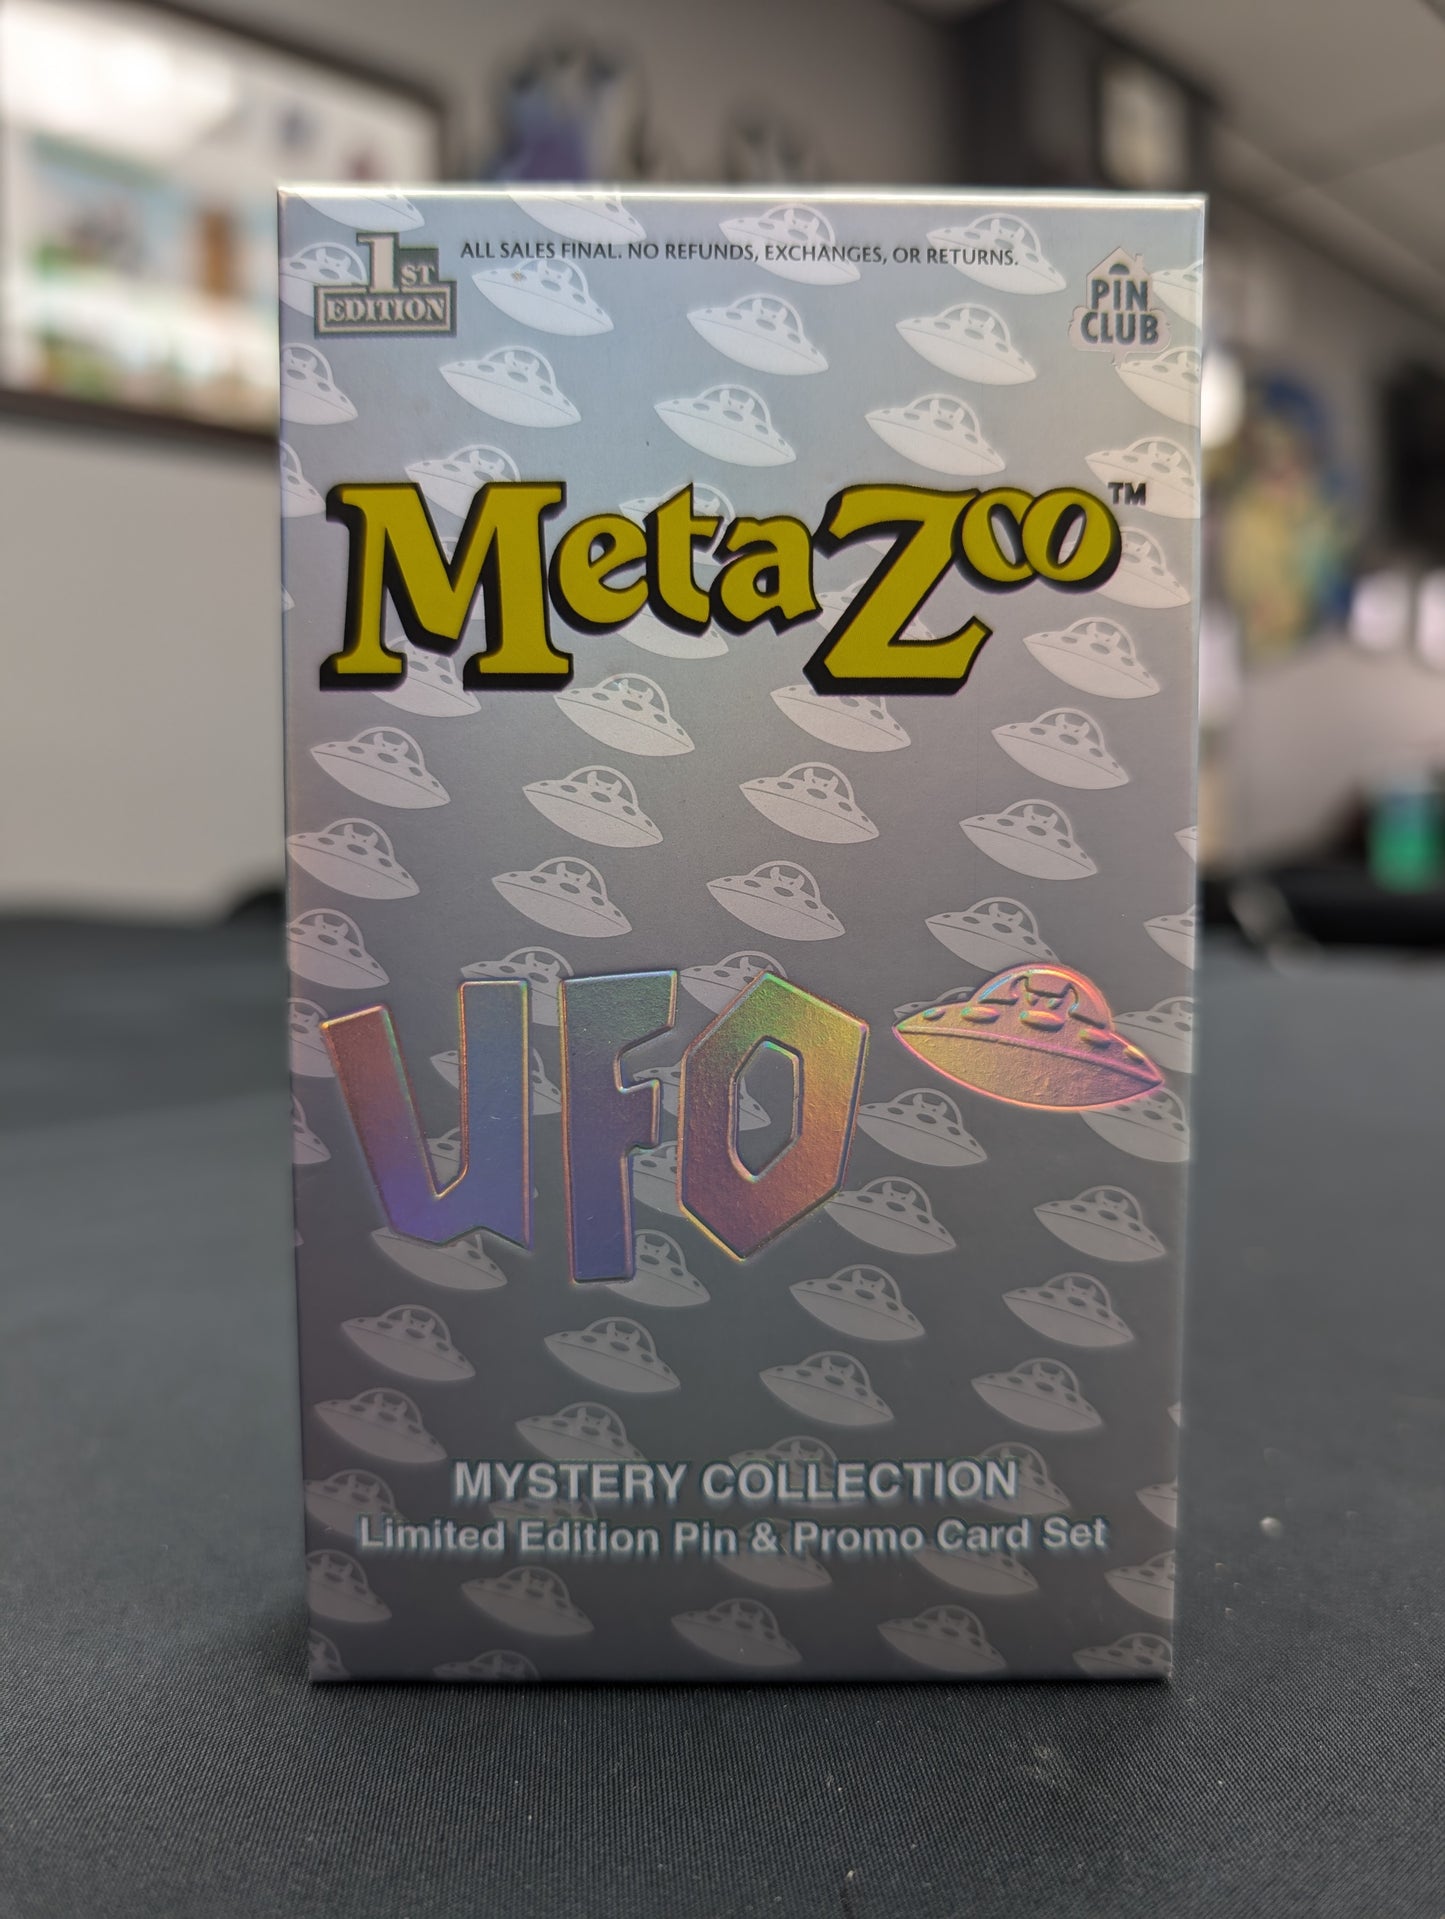 1ST
EDITION
ALL SALES FINAL. NO REFUNDS, EXCHANGES, OR RETURNS.
PIN
CLUB
MetaZoo™
UFO
MYSTERY COLLECTION
Limited Edition Pin & Promo Card Set